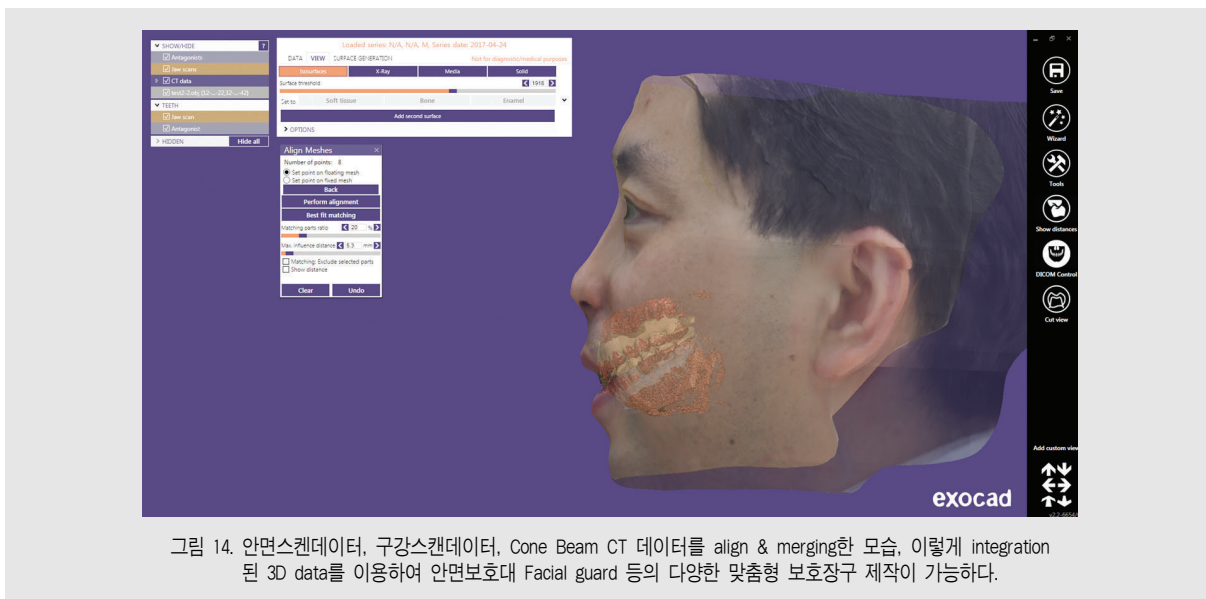 SHOW/HIDE ?
Antagonists
Jaw scans
CT data
HIDDEN Hide all
TEETH
Jaw scan
Antagonist
Loaded series: N/A, N/A, M, Series date: 2017-04-24
DATA VIEW SURFACE GENERATION Not for diagnostic/medical purposes
Isosurfaces X-Ray Media Solid
Surface threshold 1916
Set to Soft tissue Bone Enamel
Add second surface
OPTIONS
Align Meshes
Number of points: 8
Set point on floating mesh
Set point on fixed mesh
Back
Perform alignment
Best fit matching
Matching parts ratio 20 %
Max. influence distance 5.3 mm
Matching: Exclude selected parts
Show distance
Clear Undo
Save
Wizard
Tools
Show distances
DICOM Control
Cut view
Add custom view
exocad
그림 14. 안면스켄데이터, 구강스캔데이터, Cone Beam CT 데이터를 align & merging한 모습, 이렇게 integration
된 3D data를 이용하여 안면보호대 Facial guard 등의 다양한 맞춤형 보호장구 제작이 가능하다.